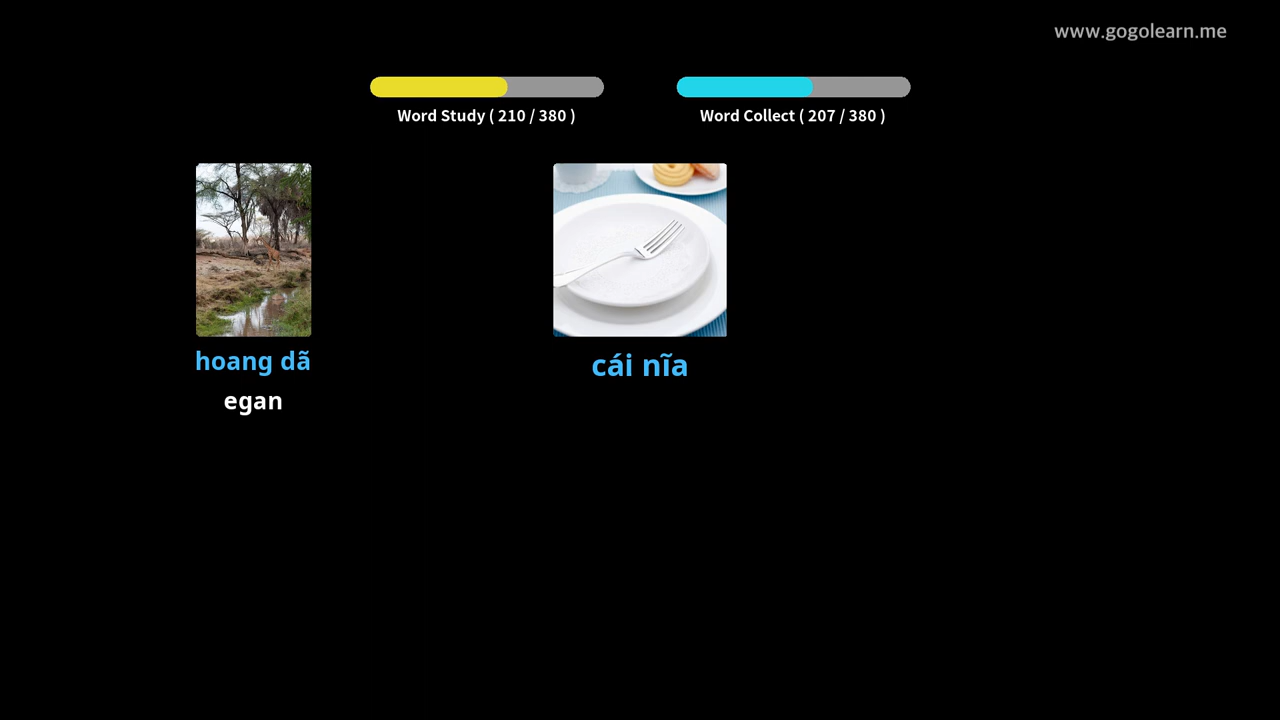 www.gogolearn.me
Word Study ( 210 / 380 )
Word Collect ( 207 / 380 )
hoang dã
egan
cái nĩa